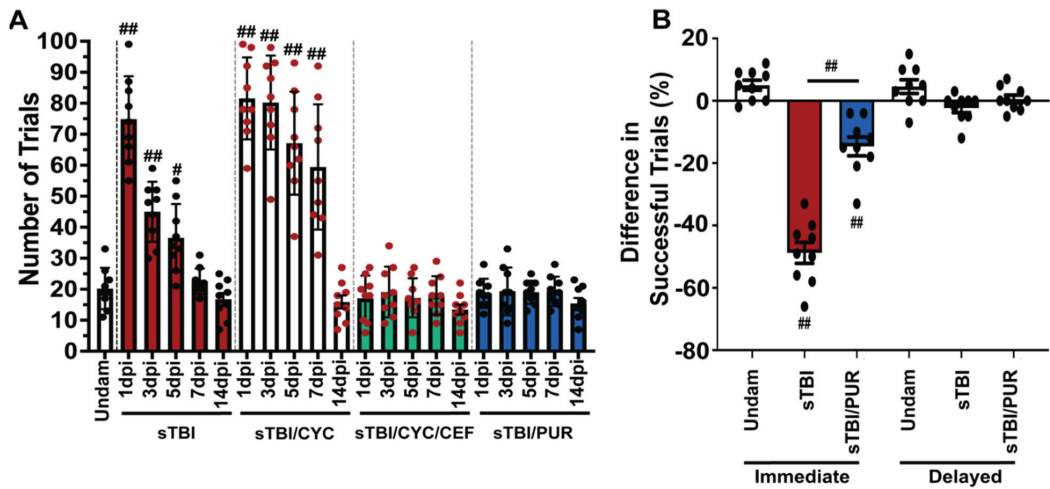 A
Number of Trials
100
90
80
70
60
50
40
30
20
10
0
##
##
#
##
##
##
##
Undam
1dpi
3dpi
5dpi
7dpi
14dpi
1dpi
3dpi
5dpi
7dpi
14dpi
1dpi
3dpi
5dpi
7dpi
14dpi
1dpi
3dpi
5dpi
7dpi
14dpi
sTBI
sTBI/CYC
sTBI/CYC/CEF
sTBI/PUR
B
Difference in
Successful Trials (%)
20
0
-20
-40
-60
-80
##
##
##
Undam
sTBI
sTBI/PUR
Undam
sTBI
sTBI/PUR
Immediate
Delayed